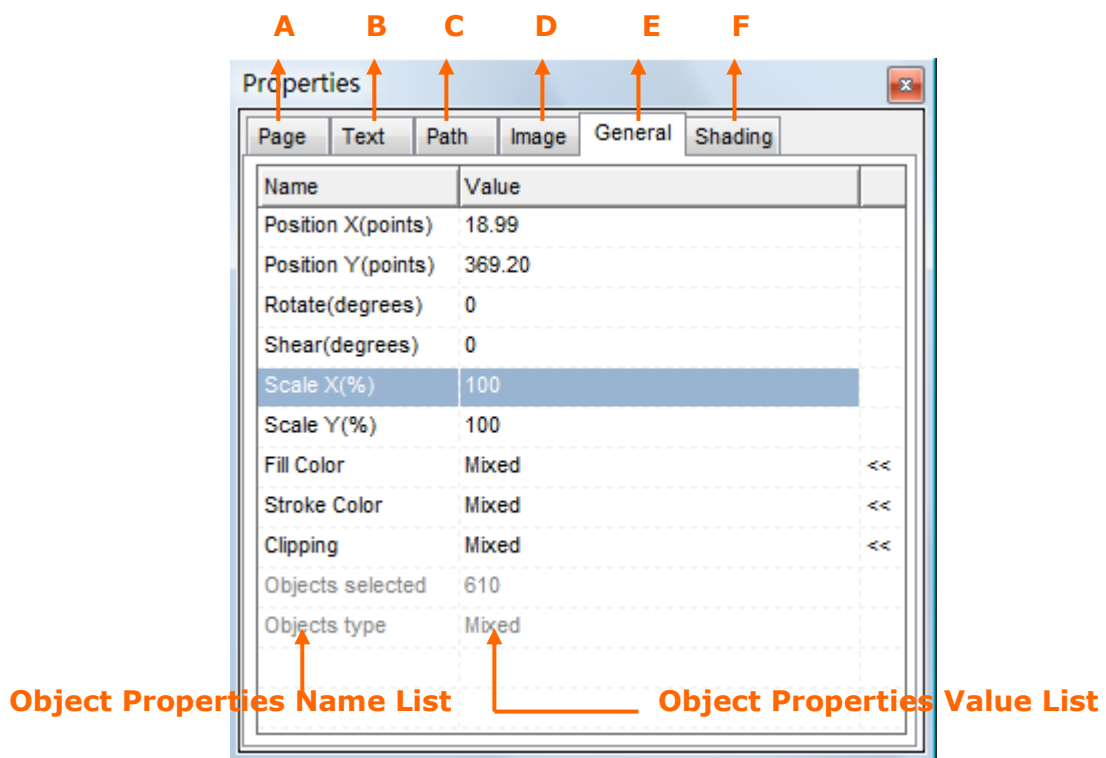 A B C D E F
Properties
Page Text Path Image General Shading
Name Value
Position X(points) 18.99
Position Y(points) 369.20
Rotate(degrees) 0
Shear(degrees) 0
Scale X(%) 100
Scale Y(%) 100
Fill Color Mixed <<
Stroke Color Mixed <<
Clipping Mixed <<
Objects selected 610
Objects type Mixed
Object Properties Name List Object Properties Value List